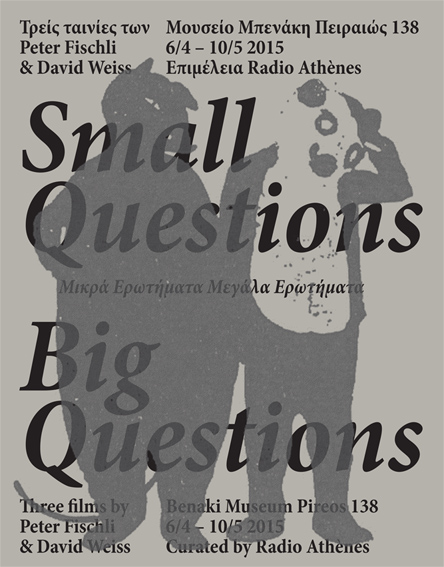 Τρείς ταινίες των Μουσείο Μπενάκη Πειραιώς 138
Peter Fischli 6/4 – 10/5 2015
& David Weiss Επιμέλεια Radio Athènes
Small
Questions
Μικρά Ερωτήματα Μεγάλα Ερωτήματα
Big
Questions
Three films by Benaki Museum Pireos 138
Peter Fischli 6/4 – 10/5 2015
& David Weiss Curated by Radio Athènes